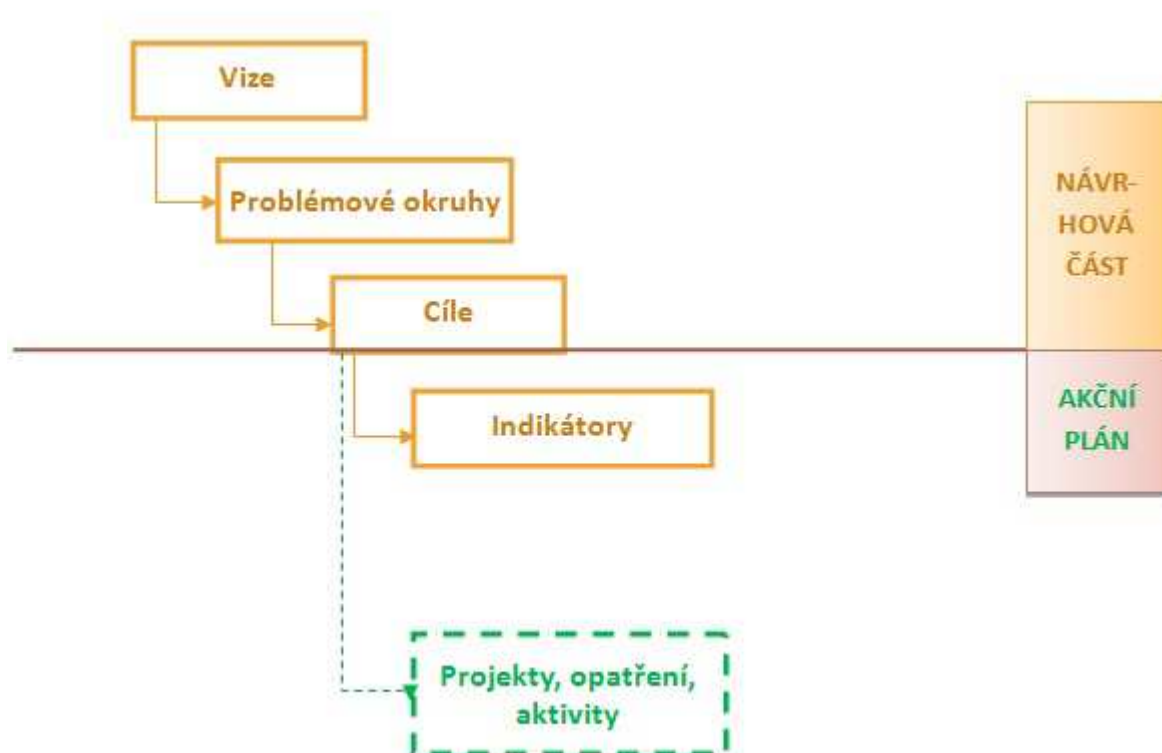 Vize
Problémové okruhy
Cíle
Indikátory
Projekty, opatření,
aktivity
NÁVR-
HOVÁ
ČÁST
AKČNÍ
PLÁN